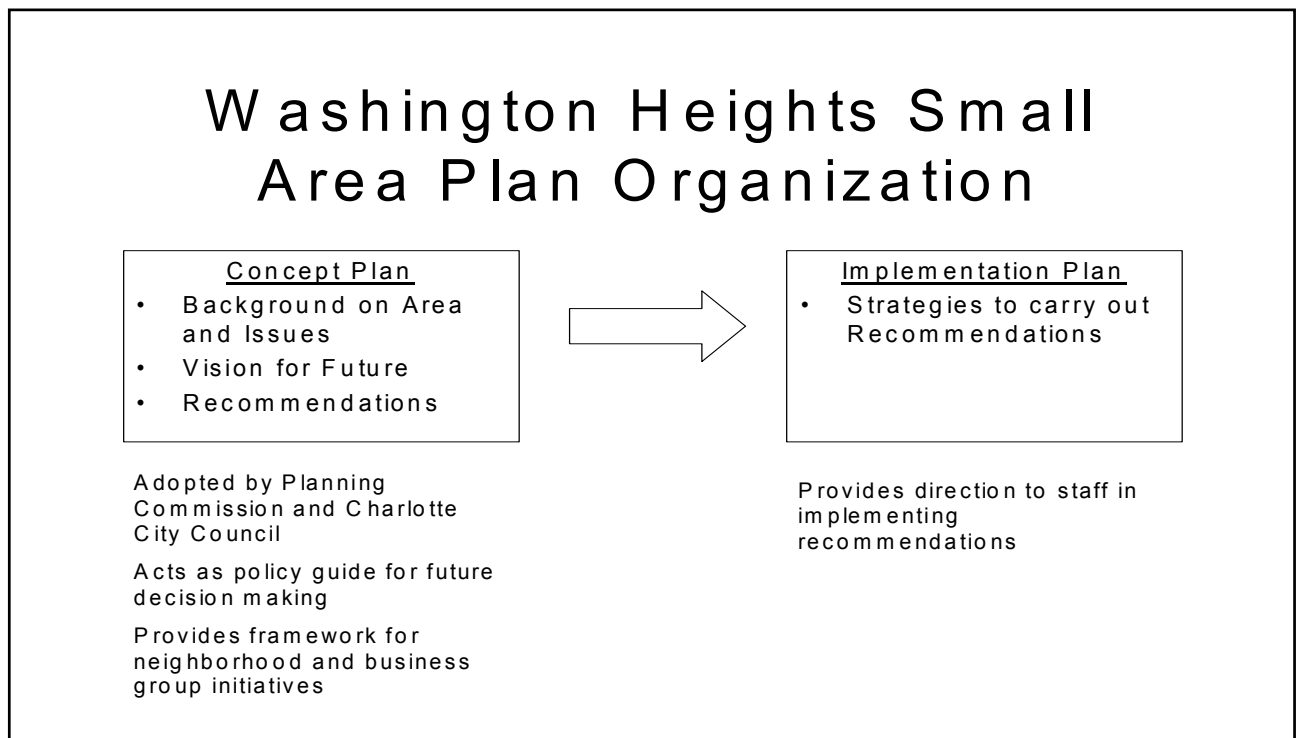 Washington Heights Small
Area Plan Organization
Concept Plan
• Background on Area
and Issues
• Vision for Future
• Recommendations
Adopted by Planning
Commission and Charlotte
City Council
Acts as policy guide for future
decision making
Provides framework for
neighborhood and business
group initiatives
Implementation Plan
• Strategies to carry out
Recommendations
Provides direction to staff in
implementing
recommendations